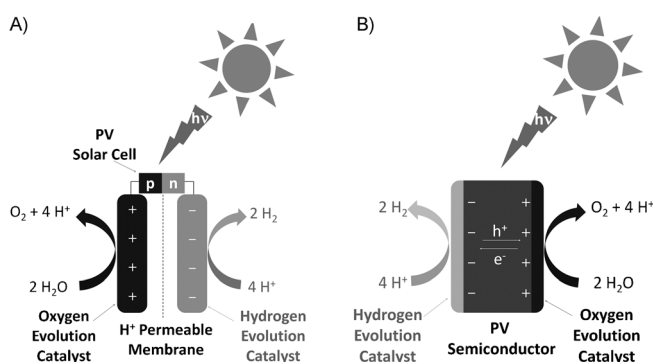 A)
hν
PV
Solar Cell
p n
O₂ + 4 H⁺
2 H₂O
+
+
+
+
−
−
−
−
2 H₂
4 H⁺
Oxygen
Evolution
Catalyst
H⁺ Permeable
Membrane
Hydrogen
Evolution
Catalyst
B)
hν
2 H₂
4 H⁺
−
−
−
−
h⁺
e⁻
+
+
+
+
O₂ + 4 H⁺
2 H₂O
Hydrogen
Evolution
Catalyst
PV
Semiconductor
Oxygen
Evolution
Catalyst